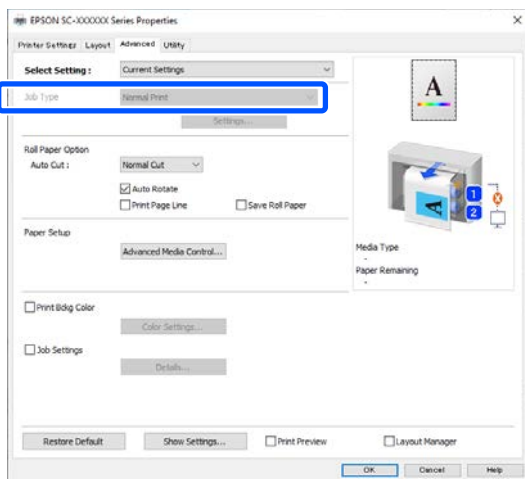 EPSON SC-XXXXXX Series Properties
Printer Settings Layout Advanced Utility
Select Setting : Current Settings
Job Type Normal Print
Settings...
Roll Paper Option
Auto Cut : Normal Cut
Auto Rotate
Print Page Line Save Roll Paper
Paper Setup
Advanced Media Control...
Print Bkg Color
Color Settings...
Job Settings
Details...
A
A
1
2
Media Type
-
Paper Remaining
-
Restore Default Show Settings... Print Preview Layout Manager
OK Cancel Help